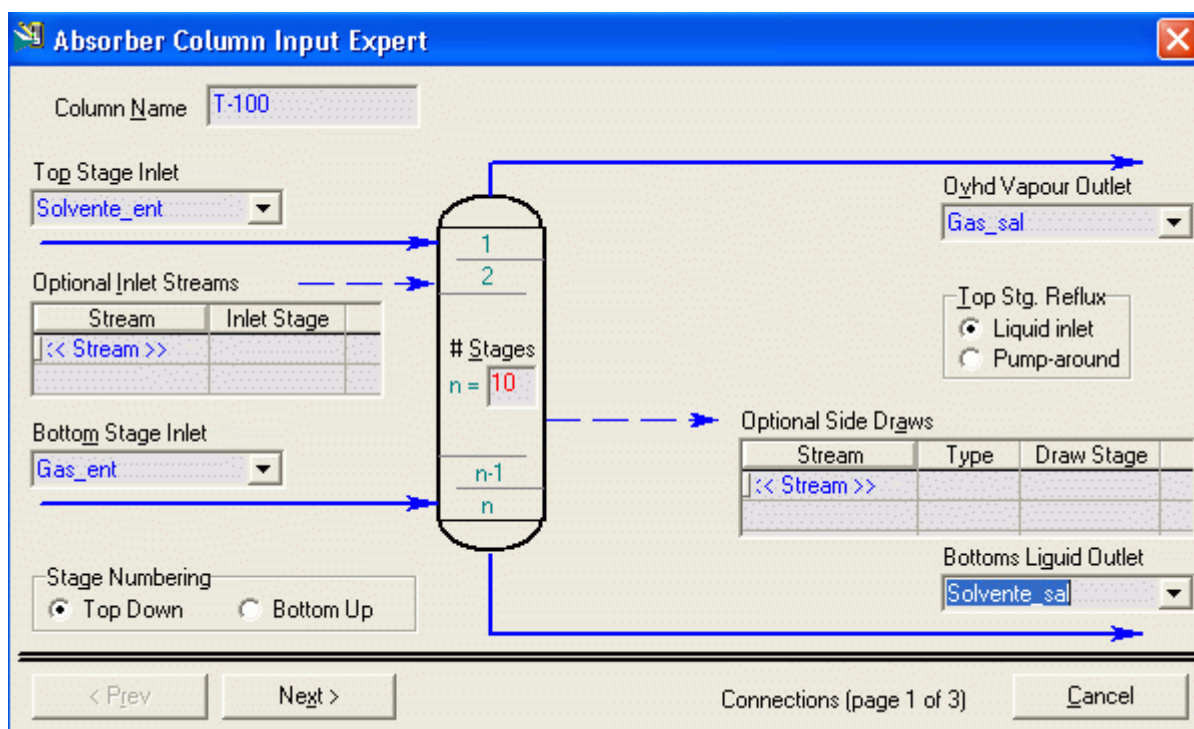 Absorber Column Input Expert
Column Name T-100
Top Stage Inlet
Solvente_ent
Ovhd Vapour Outlet
Gas_sal
1
2
Optional Inlet Streams
Stream Inlet Stage
<< Stream >>
Top Stg. Reflux
Liquid inlet
Pump-around
# Stages
n = 10
Bottom Stage Inlet
Gas_ent
Optional Side Draws
Stream Type Draw Stage
<< Stream >>
n-1
n
Stage Numbering
Top Down Bottom Up
Bottoms Liquid Outlet
Solvente_sal
< Prev Next > Connections (page 1 of 3) Cancel